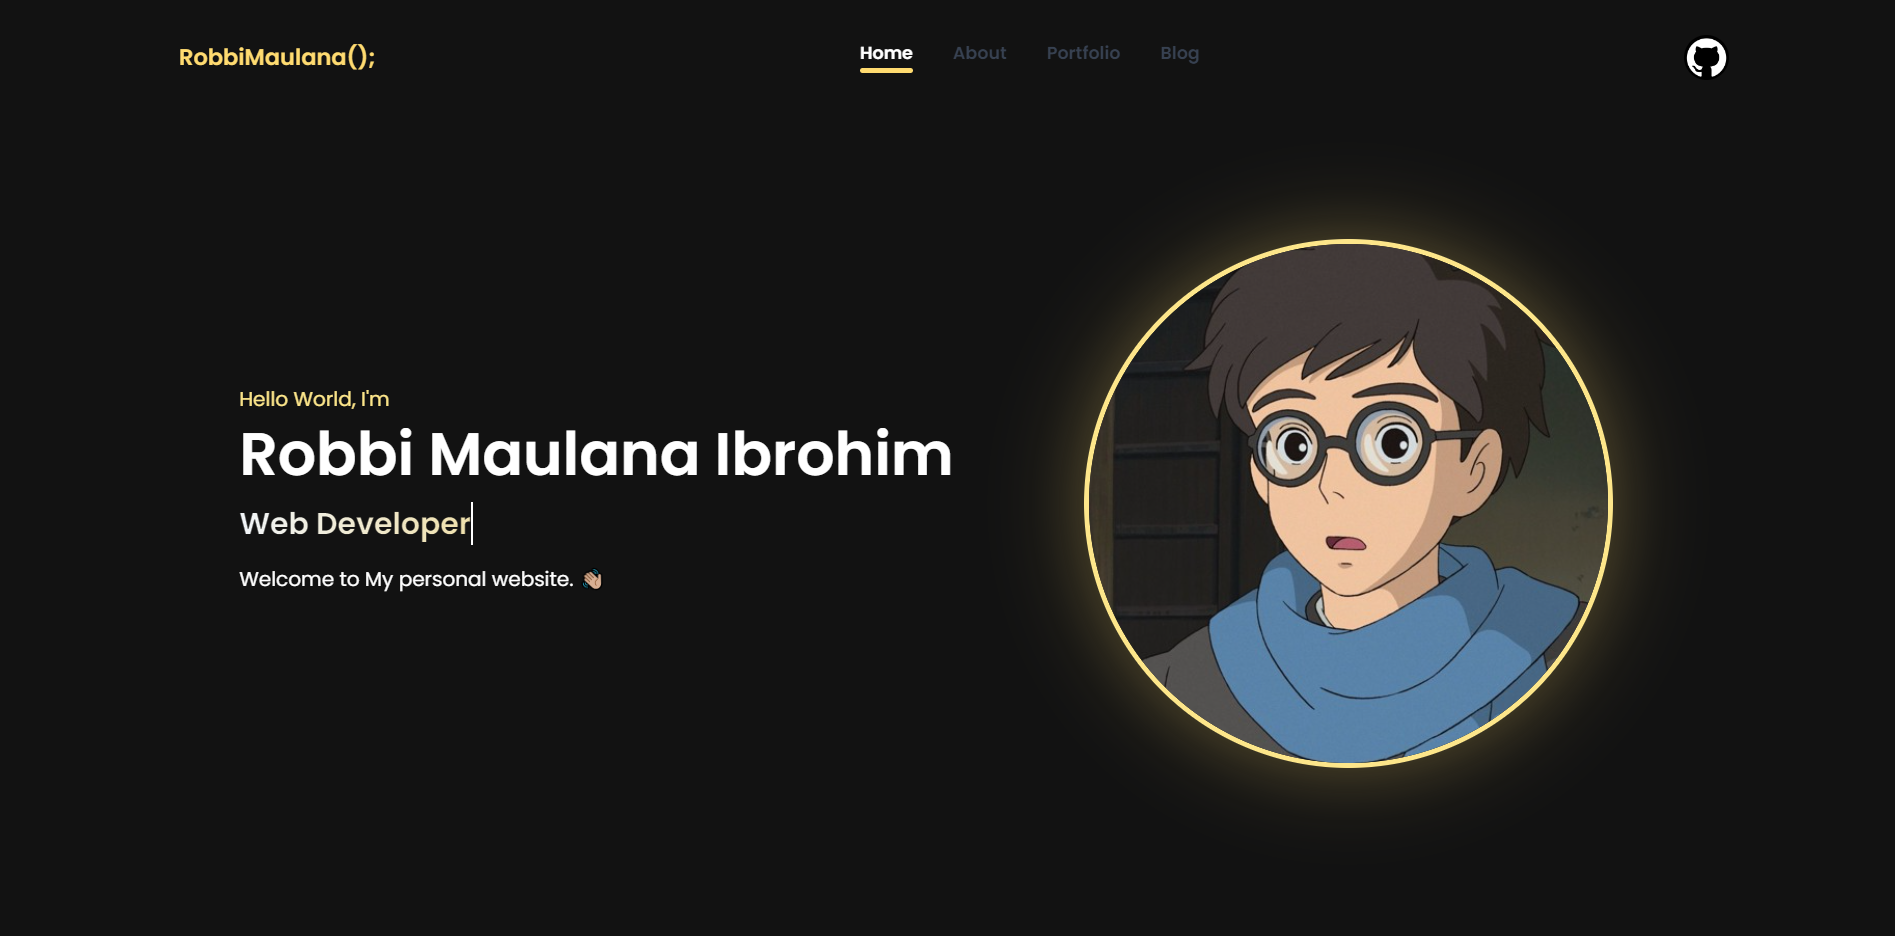 RobbiMaulana();
Home About Portfolio Blog
Hello World, I'm
Robbi Maulana Ibrohim
Web Developer
Welcome to My personal website. 👋🏼